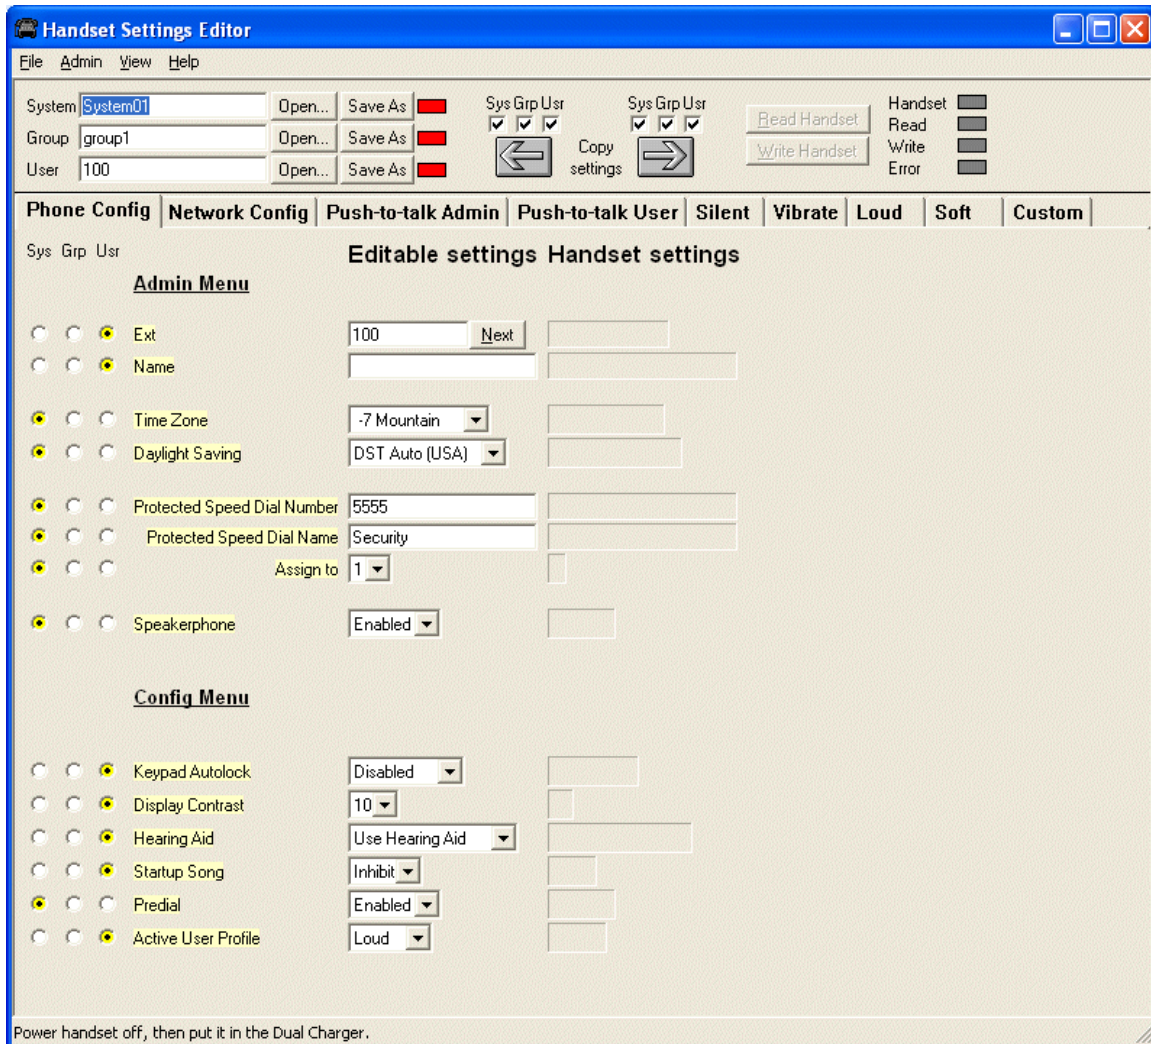 Handset Settings Editor
File Admin View Help
System System01 Open... Save As Sys Grp Usr Sys Grp Usr Handset
Group group1 Open... Save As Copy settings Read Handset Read
User 100 Open... Save As Write Handset Write
Error
Phone Config Network Config Push-to-talk Admin Push-to-talk User Silent Vibrate Loud Soft Custom
Sys Grp Usr Editable settings Handset settings
Admin Menu
Ext 100 Next
Name
Time Zone -7 Mountain
Daylight Saving DST Auto (USA)
Protected Speed Dial Number 5555
Protected Speed Dial Name Security
Assign to 1
Speakerphone Enabled
Config Menu
Keypad Autolock Disabled
Display Contrast 10
Hearing Aid Use Hearing Aid
Startup Song Inhibit
Predial Enabled
Active User Profile Loud
Power handset off, then put it in the Dual Charger.